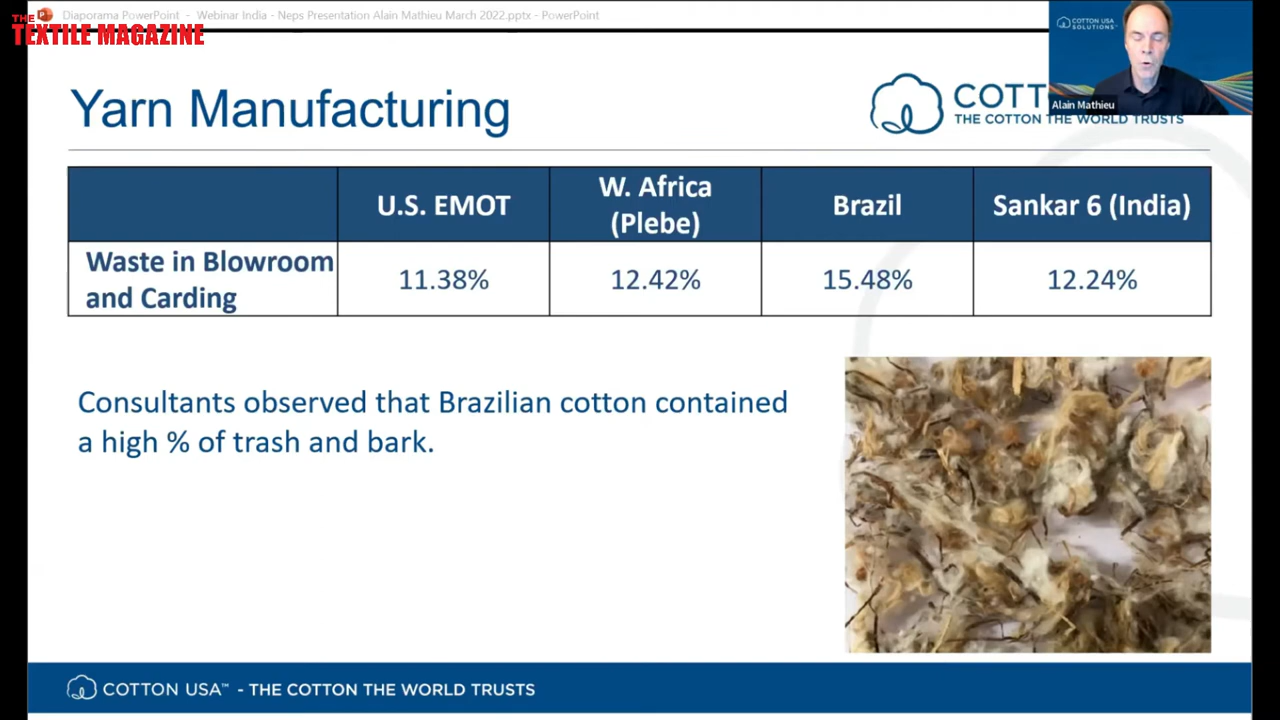 Diaporama PowerPoint - Webinar India - Neps Presentation Alain Mathieu March 2022.pptx - PowerPoint
THE
TEXTILE MAGAZINE
COTTON USA
SOLUTIONS™
Alain Mathieu
Yarn Manufacturing
COTT
THE COTTON THE WORLD TRUSTS
U.S. EMOT
W. Africa
(Plebe)
Brazil
Sankar 6 (India)
Waste in Blowroom
and Carding
11.38%
12.42%
15.48%
12.24%
Consultants observed that Brazilian cotton contained
a high % of trash and bark.
COTTON USA™ - THE COTTON THE WORLD TRUSTS